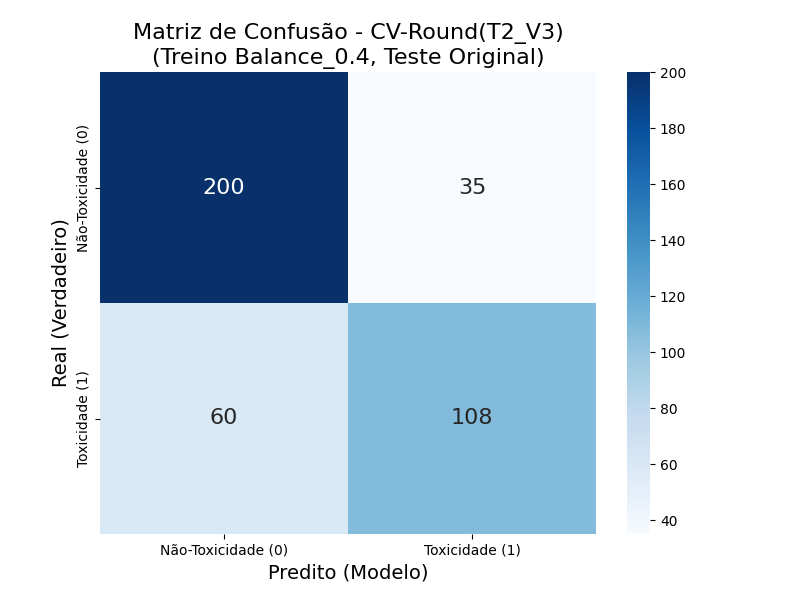 Matriz de Confusão - CV-Round(T2_V3)
(Treino Balance_0.4, Teste Original)
Real (Verdadeiro)
Não-Toxicidade (0)
200
35
Toxicidade (1)
60
108
Não-Toxicidade (0)
Toxicidade (1)
Predito (Modelo)
200
180
160
140
120
100
80
60
40